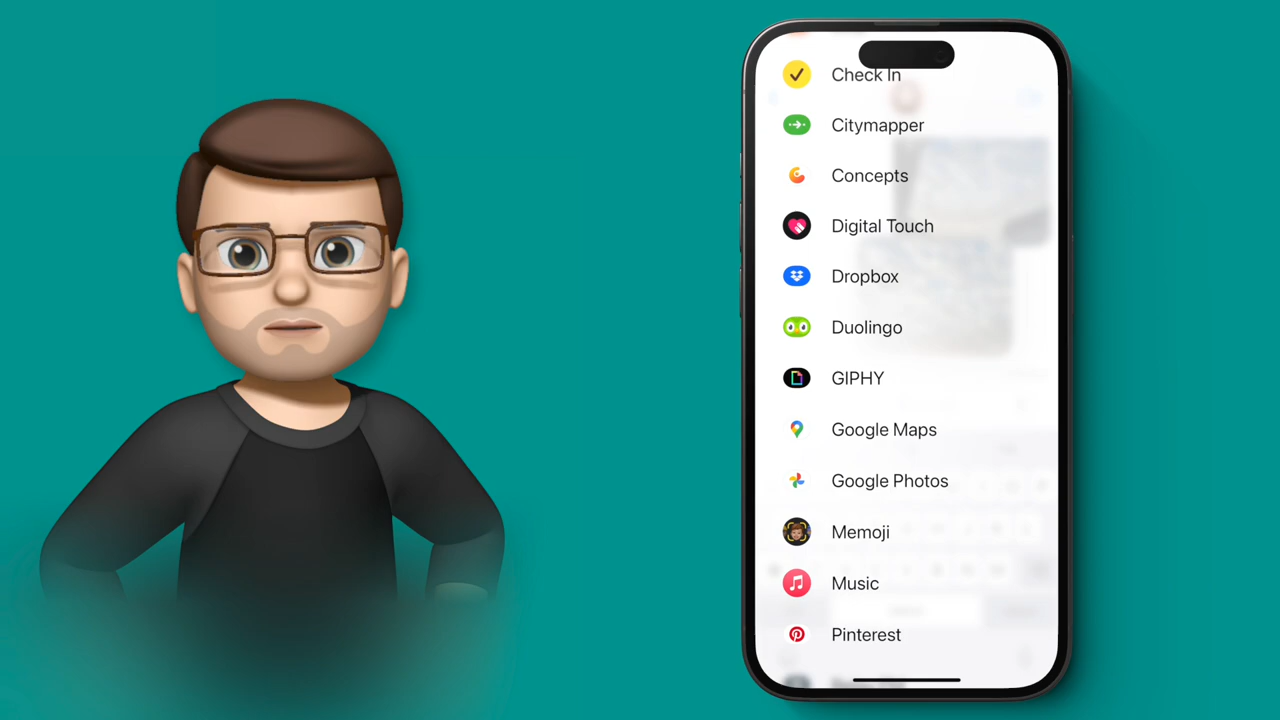 Check In
Citymapper
Concepts
Digital Touch
Dropbox
Duolingo
GIPHY
Google Maps
Google Photos
Memoji
Music
Pinterest